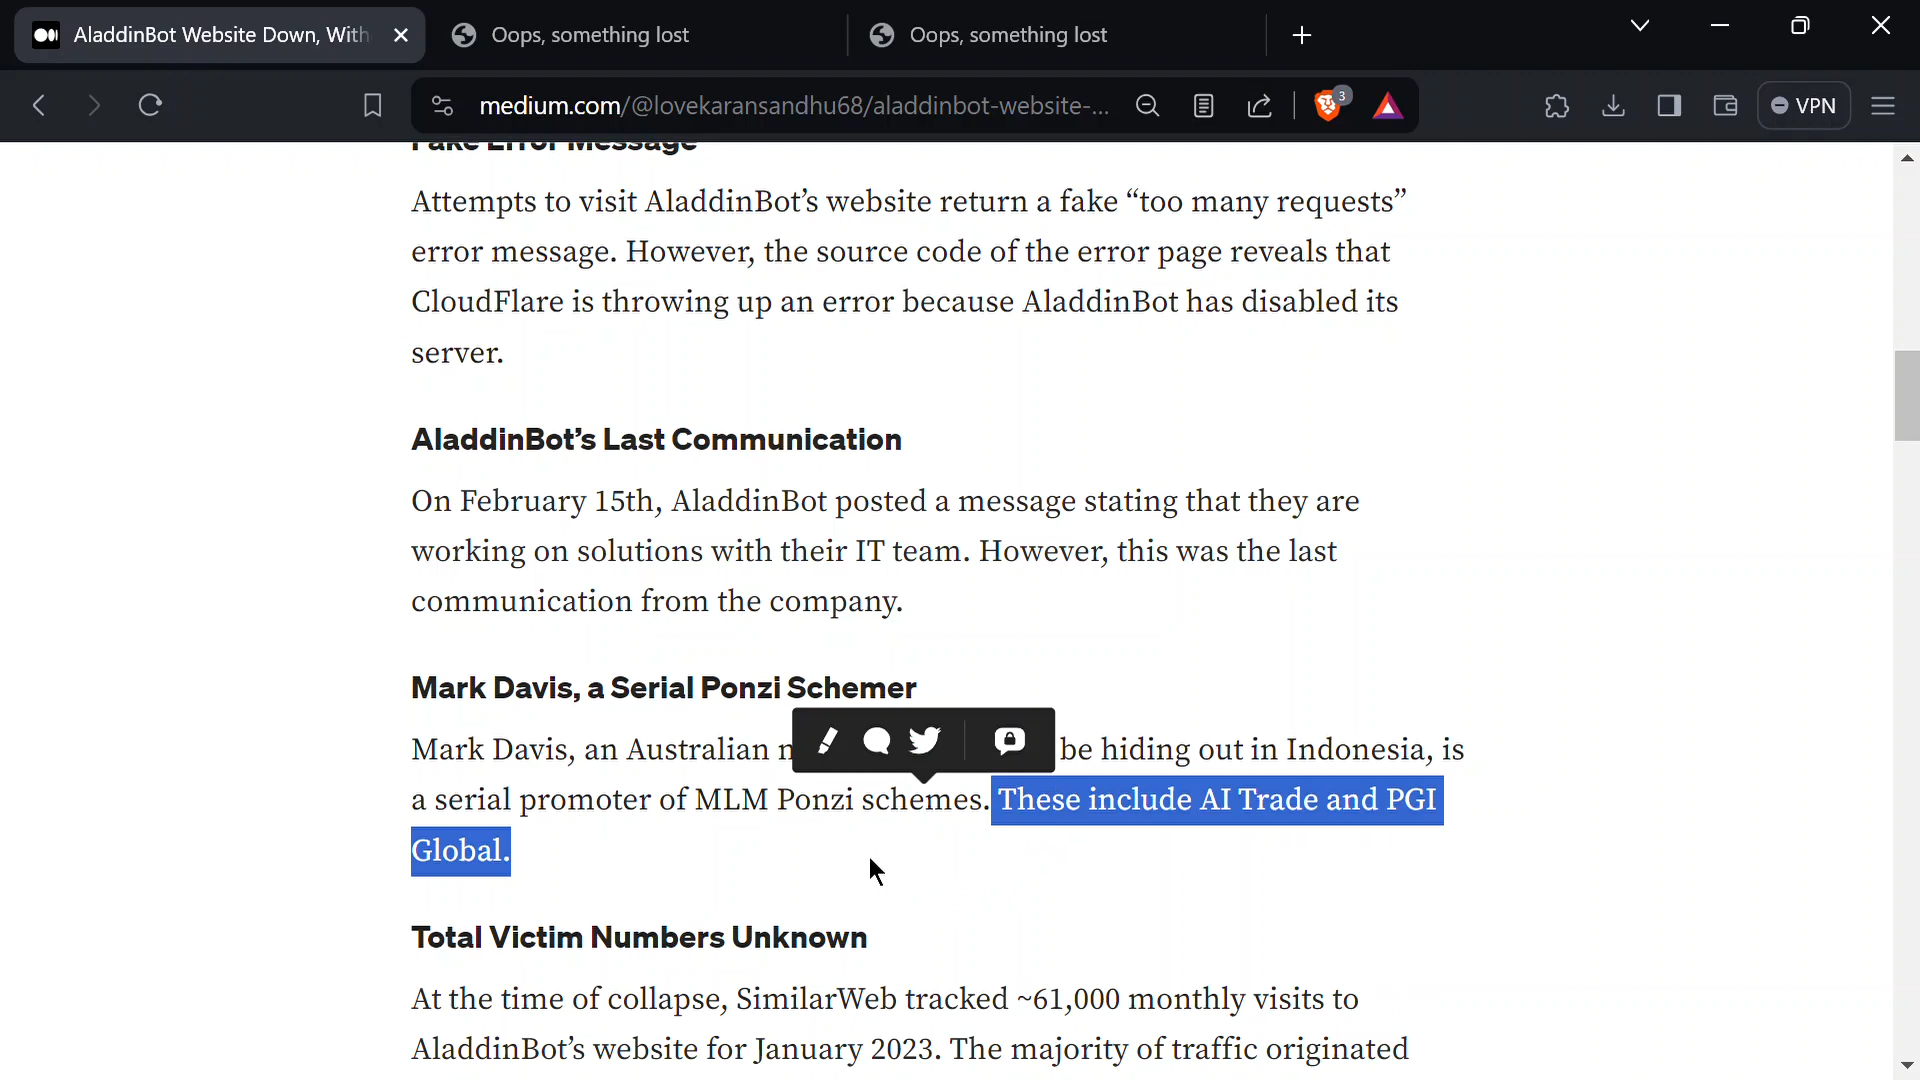 AladdinBot Website Down, With
Oops, something lost
Oops, something lost
medium.com/@lovekaransandhu68/aladdinbot-website-...
3
VPN
Fake Error Message
Attempts to visit AladdinBot’s website return a fake “too many requests”
error message. However, the source code of the error page reveals that
CloudFlare is throwing up an error because AladdinBot has disabled its
server.
AladdinBot’s Last Communication
On February 15th, AladdinBot posted a message stating that they are
working on solutions with their IT team. However, this was the last
communication from the company.
Mark Davis, a Serial Ponzi Schemer
Mark Davis, an Australian be hiding out in Indonesia, is
a serial promoter of MLM Ponzi schemes. These include AI Trade and PGI
Global.
Total Victim Numbers Unknown
At the time of collapse, SimilarWeb tracked ~61,000 monthly visits to
AladdinBot’s website for January 2023. The majority of traffic originated